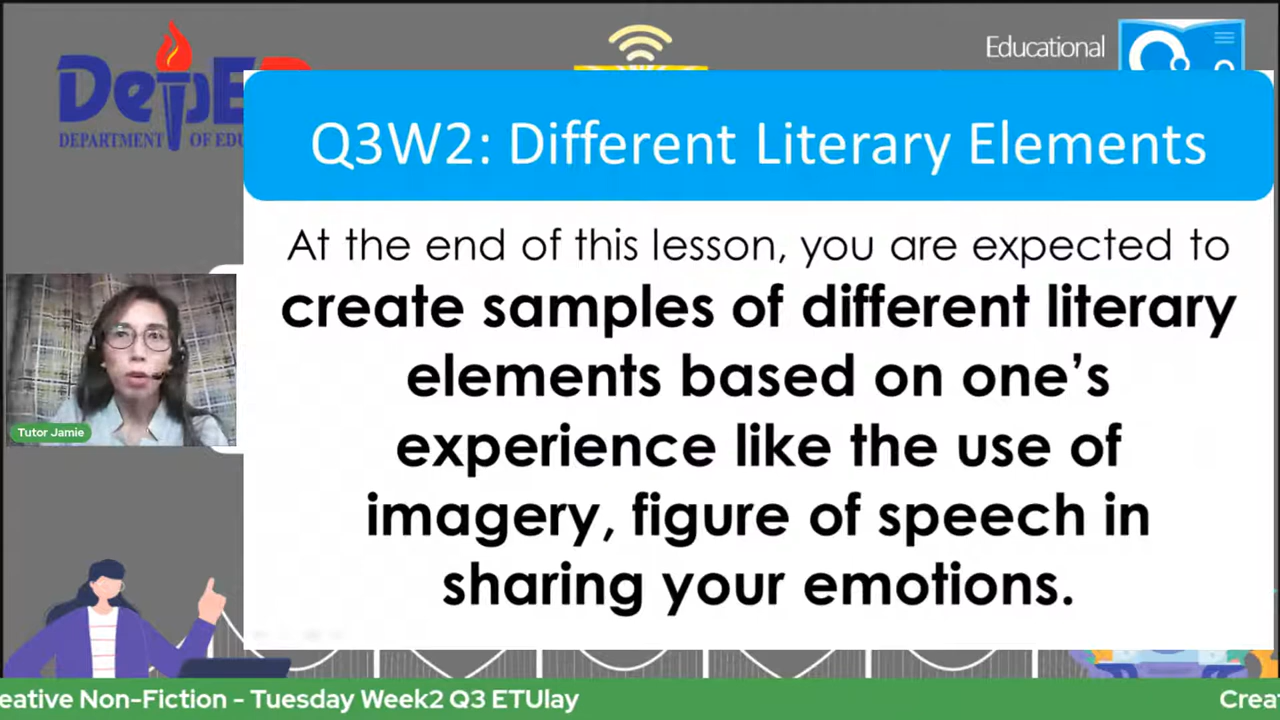 DepED
DEPARTMENT OF EDU
Educational
Q3W2: Different Literary Elements
At the end of this lesson, you are expected to
create samples of different literary
elements based on one's
experience like the use of
imagery, figure of speech in
sharing your emotions.
Tutor Jamie
eative Non-Fiction - Tuesday Week2 Q3 ETUlay
Crea